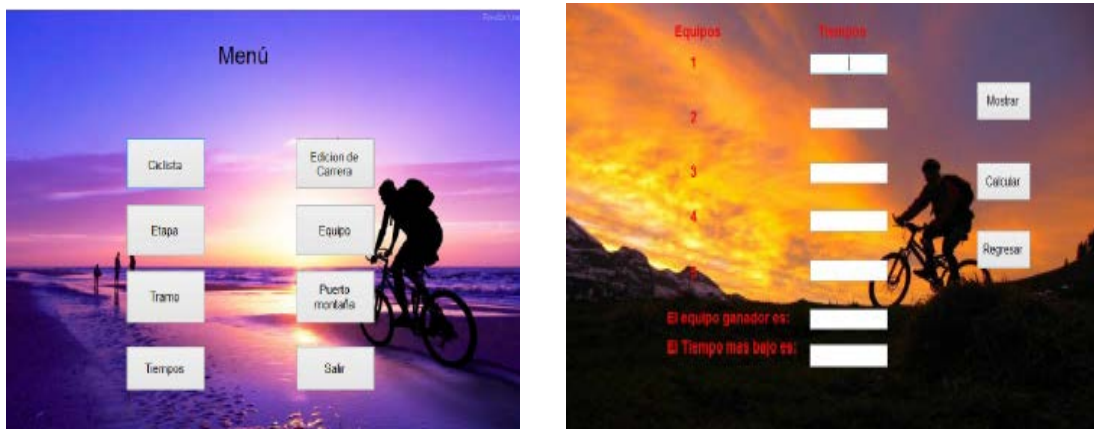 Menú
Ciclista
Edicion de
Carrera
Etapa
Equipo
Tramo
Puerto
montaña
Tiempos
Salir
Equipos
Tiempos
1
2
3
4
5
Mostrar
Calcular
Regresar
El equipo ganador es:
El Tiempo mas bajo es: